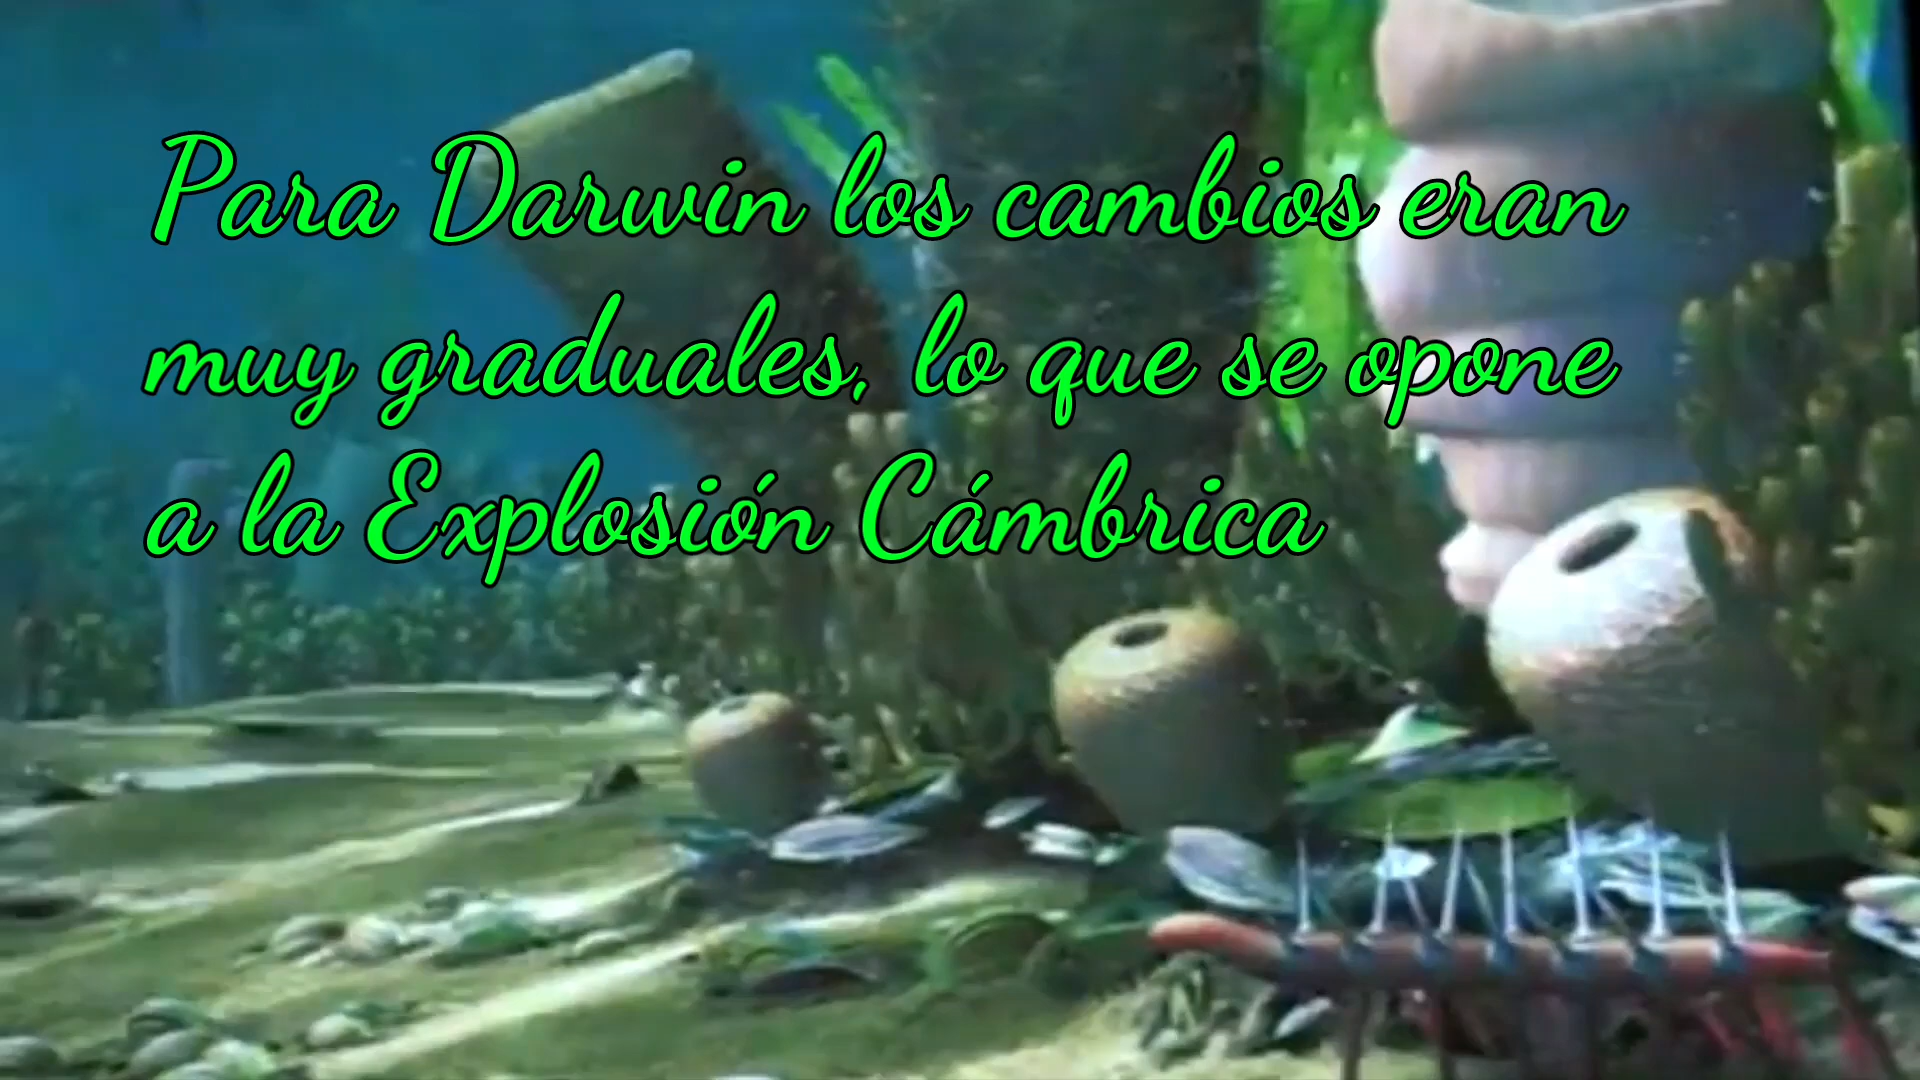 Para Darwin los cambios eran
muy graduales, lo que se opone
a la Explosión Cámbrica